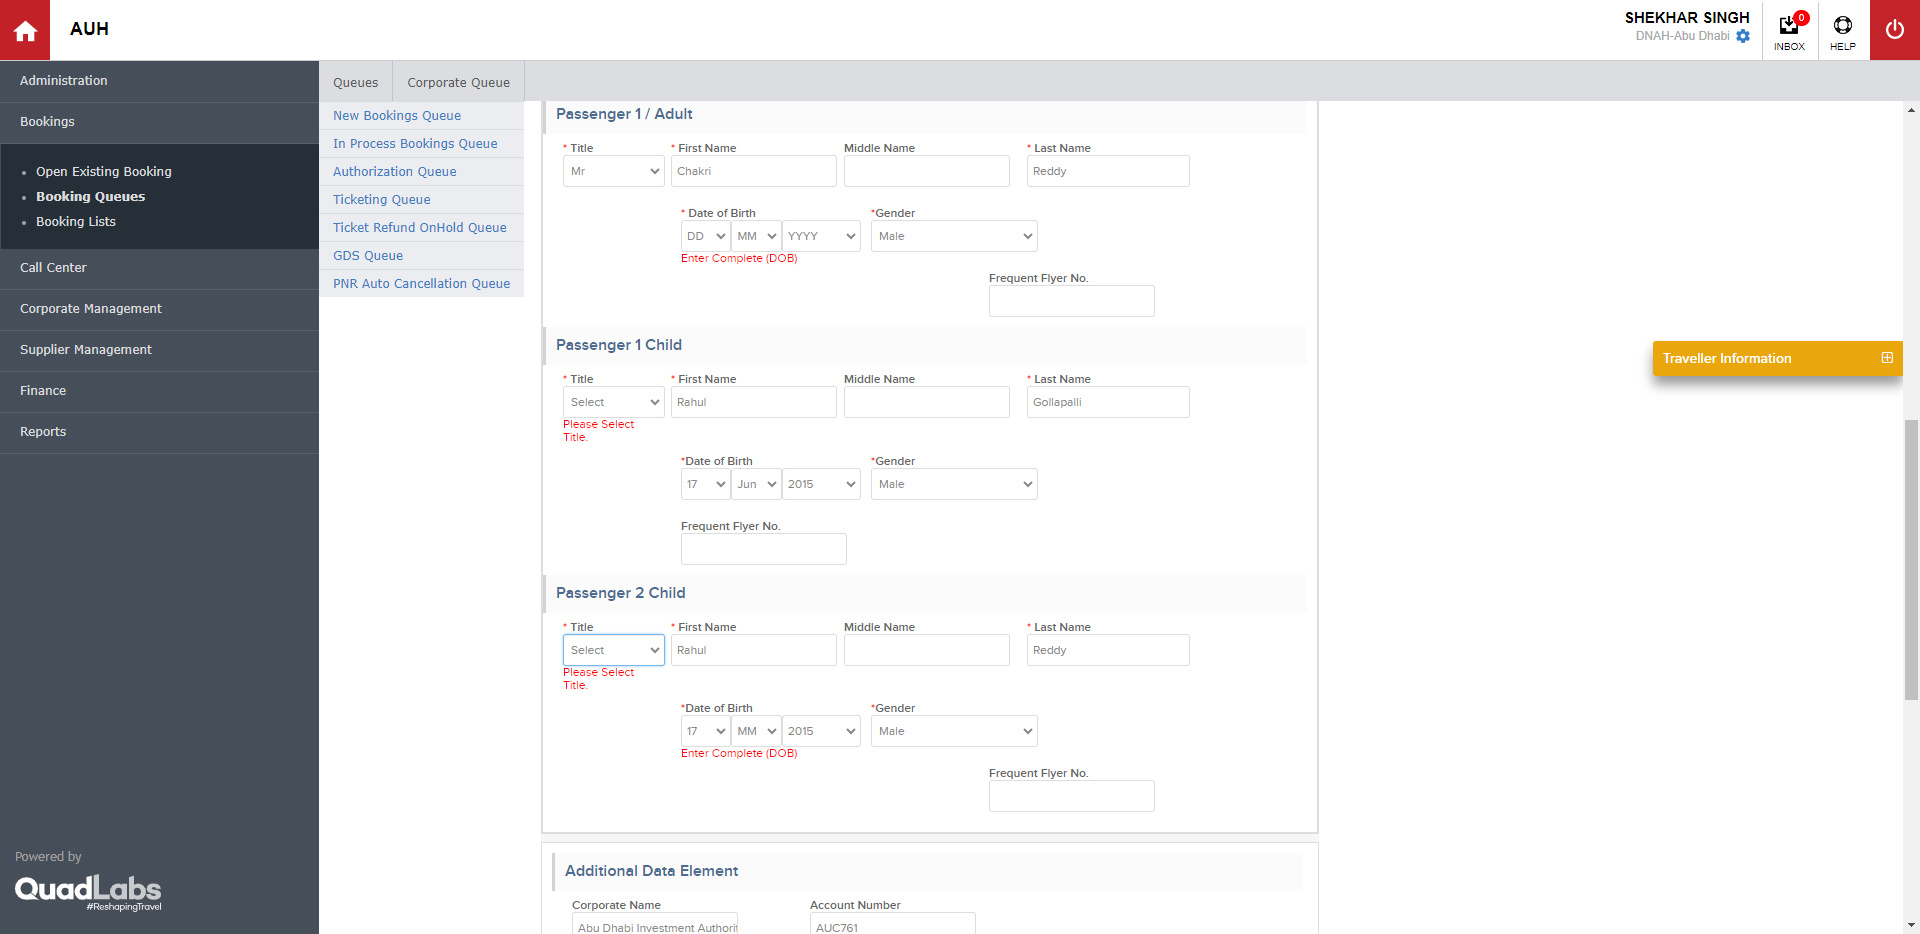 AUH
SHEKHAR SINGH
DNAH-Abu Dhabi
0
INBOX
HELP
Administration
Bookings
Open Existing Booking
Booking Queues
Booking Lists
Call Center
Corporate Management
Supplier Management
Finance
Reports
Powered by
QuadLabs
#ReshapingTravel
Queues
Corporate Queue
New Bookings Queue
In Process Bookings Queue
Authorization Queue
Ticketing Queue
Ticket Refund OnHold Queue
GDS Queue
PNR Auto Cancellation Queue
Passenger 1 / Adult
* Title * First Name Middle Name * Last Name
Mr Chakri Reddy
* Date of Birth *Gender
DD MM YYYY Male
Enter Complete (DOB)
Frequent Flyer No.
Passenger 1 Child
* Title * First Name Middle Name * Last Name
Select Rahul Gollapalli
Please Select
Title.
*Date of Birth *Gender
17 Jun 2015 Male
Frequent Flyer No.
Passenger 2 Child
* Title * First Name Middle Name * Last Name
Select Rahul Reddy
Please Select
Title.
*Date of Birth *Gender
17 MM 2015 Male
Enter Complete (DOB)
Frequent Flyer No.
Additional Data Element
Corporate Name Account Number
Abu Dhabi Investment Authorit AUC761
Traveller Information